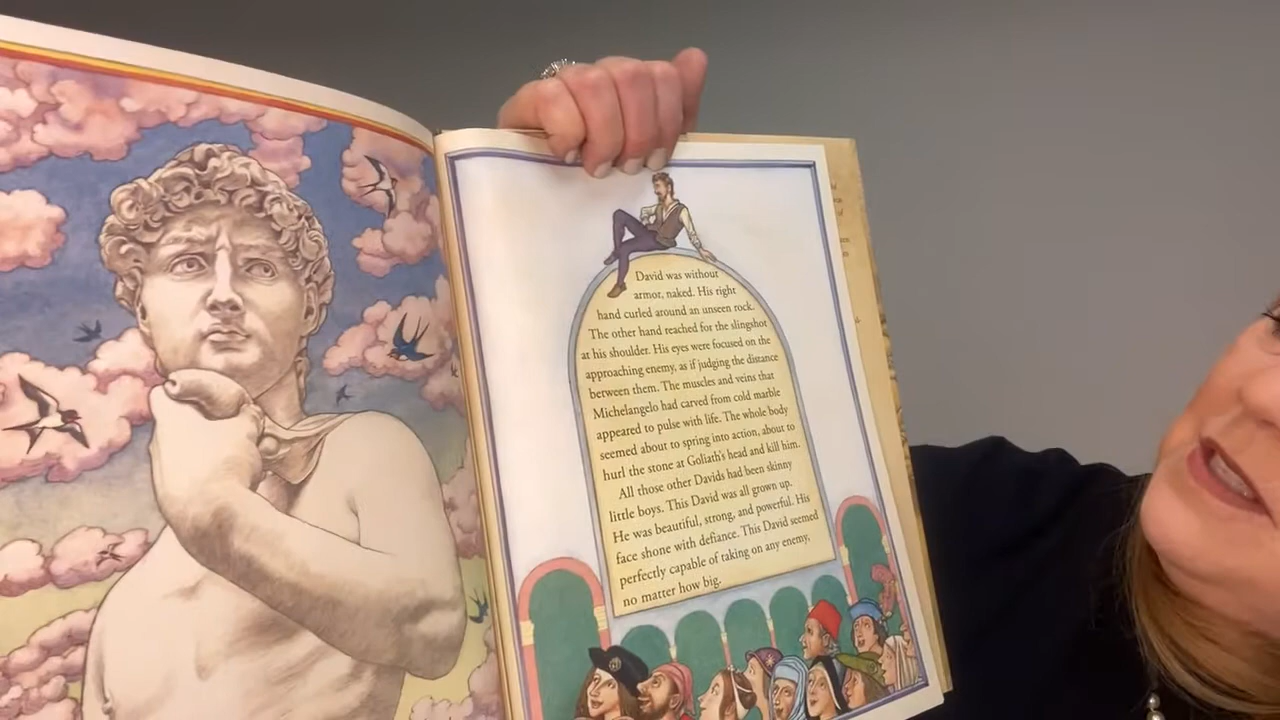 David was without
armor, naked. His right
hand curled around an unseen rock.
The other hand reached for the slingshot
at his shoulder. His eyes were focused on the
approaching enemy, as if judging the distance
between them. The muscles and veins that
Michelangelo had carved from cold marble
appeared to pulse with life. The whole body
seemed about to spring into action, about to
hurl the stone at Goliath's head and kill him.
All those other Davids had been skinny
little boys. This David was all grown up.
He was beautiful, strong, and powerful. His
face shone with defiance. This David seemed
perfectly capable of taking on any enemy,
no matter how big.